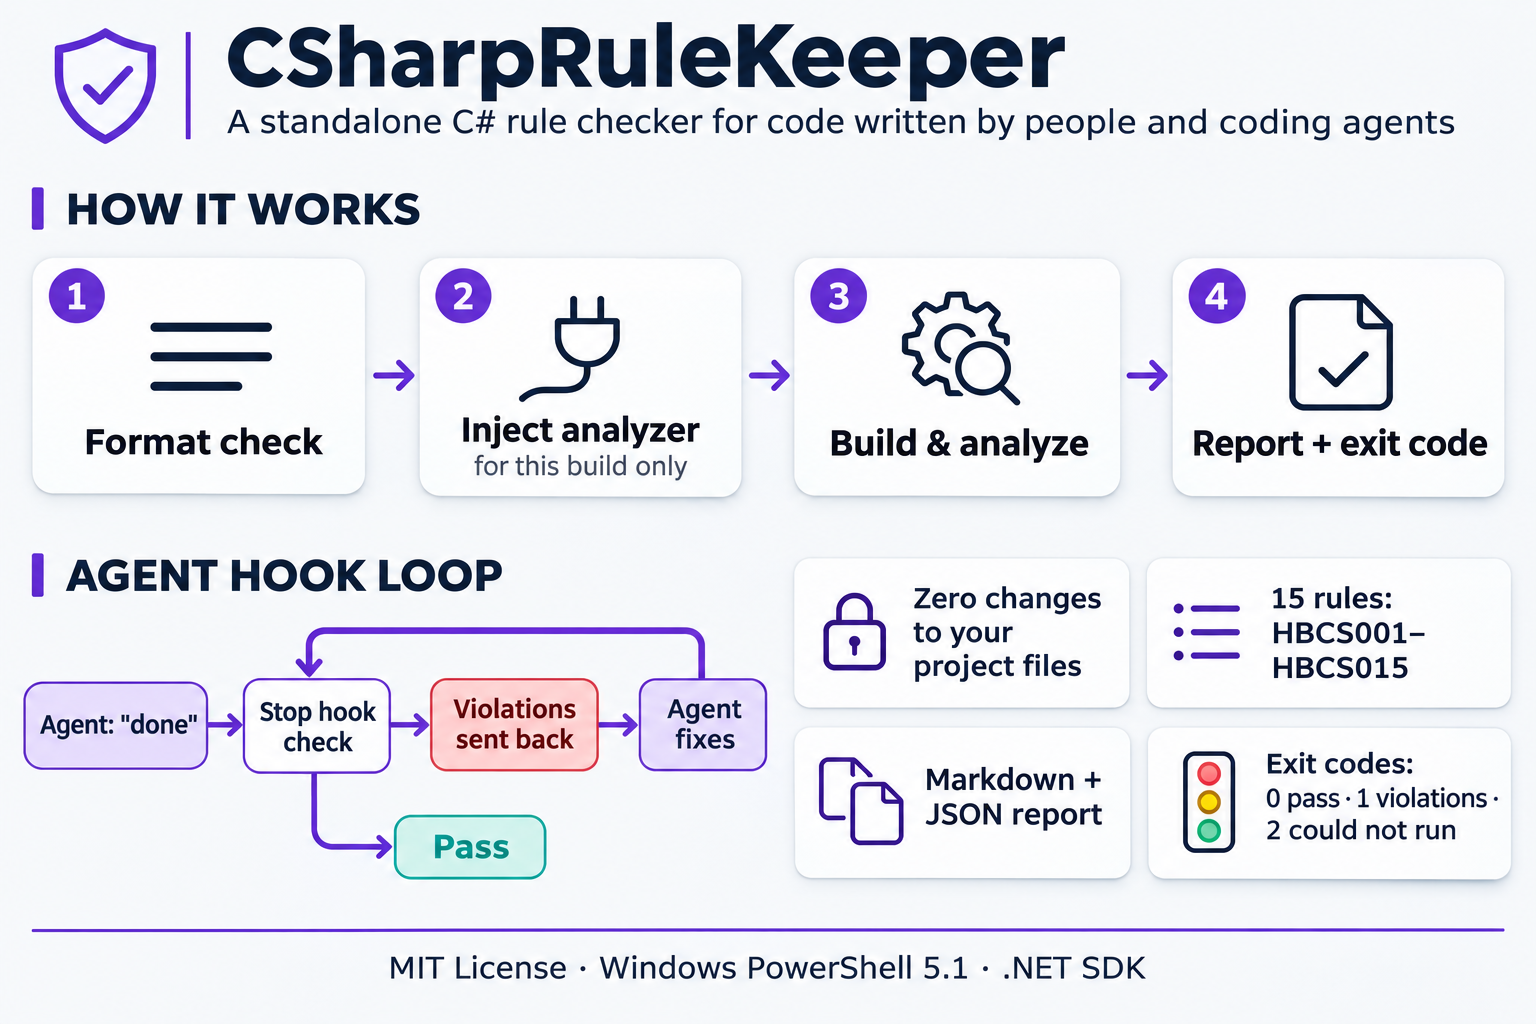 CSharpRuleKeeper
A standalone C# rule checker for code written by people and coding agents
HOW IT WORKS
1
Format check
2
Inject analyzer
for this build only
3
Build & analyze
4
Report + exit code
AGENT HOOK LOOP
Agent: "done"
Stop hook
check
Violations
sent back
Agent
fixes
Pass
Zero changes
to your
project files
15 rules:
HBCS001–
HBCS015
Markdown +
JSON report
Exit codes:
0 pass · 1 violations ·
2 could not run
MIT License · Windows PowerShell 5.1 · .NET SDK